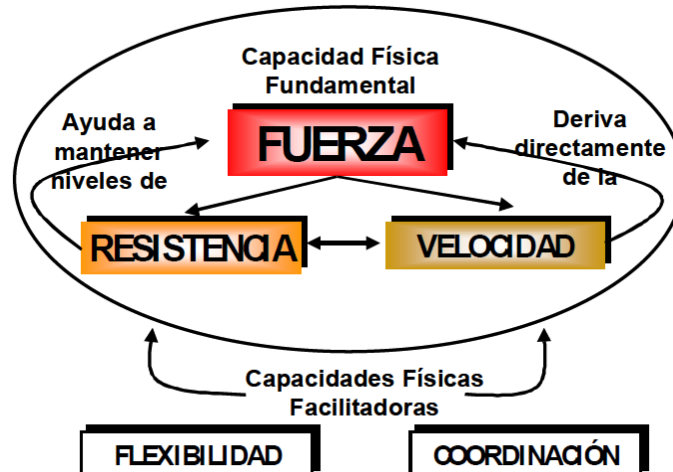 Capacidad Física
Fundamental
Ayuda a
mantener
niveles de
FUERZA
Deriva
directamente
de la
RESISTENCIA
VELOCIDAD
Capacidades Físicas
Facilitadoras
FLEXIBILIDAD
COORDINACIÓN